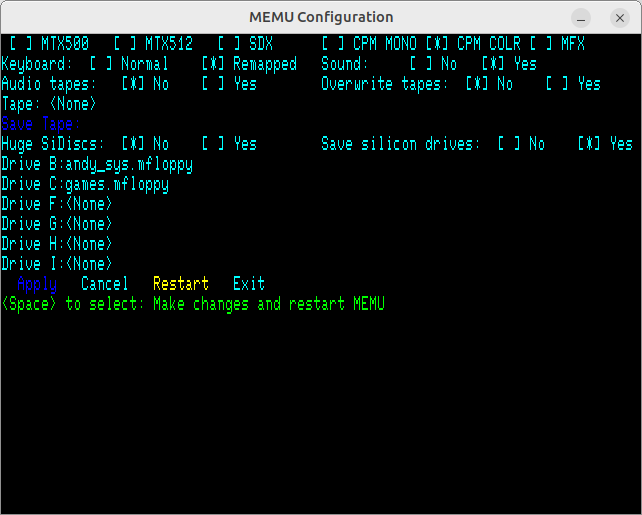 MEMU Configuration
[ ] MTX500 [ ] MTX512 [ ] SDX [ ] CPM MONO [*] CPM COLR [ ] MFX
Keyboard: [ ] Normal [*] Remapped Sound: [ ] No [*] Yes
Audio tapes: [*] No [ ] Yes Overwrite tapes: [*] No [ ] Yes
Tape: <None>
Save Tape:
Huge SiDiscs: [*] No [ ] Yes Save silicon drives: [ ] No [*] Yes
Drive B:andy_sys.mfloppy
Drive C:games.mfloppy
Drive F:<None>
Drive G:<None>
Drive H:<None>
Drive I:<None>
Apply Cancel Restart Exit
<Space> to select: Make changes and restart MEMU